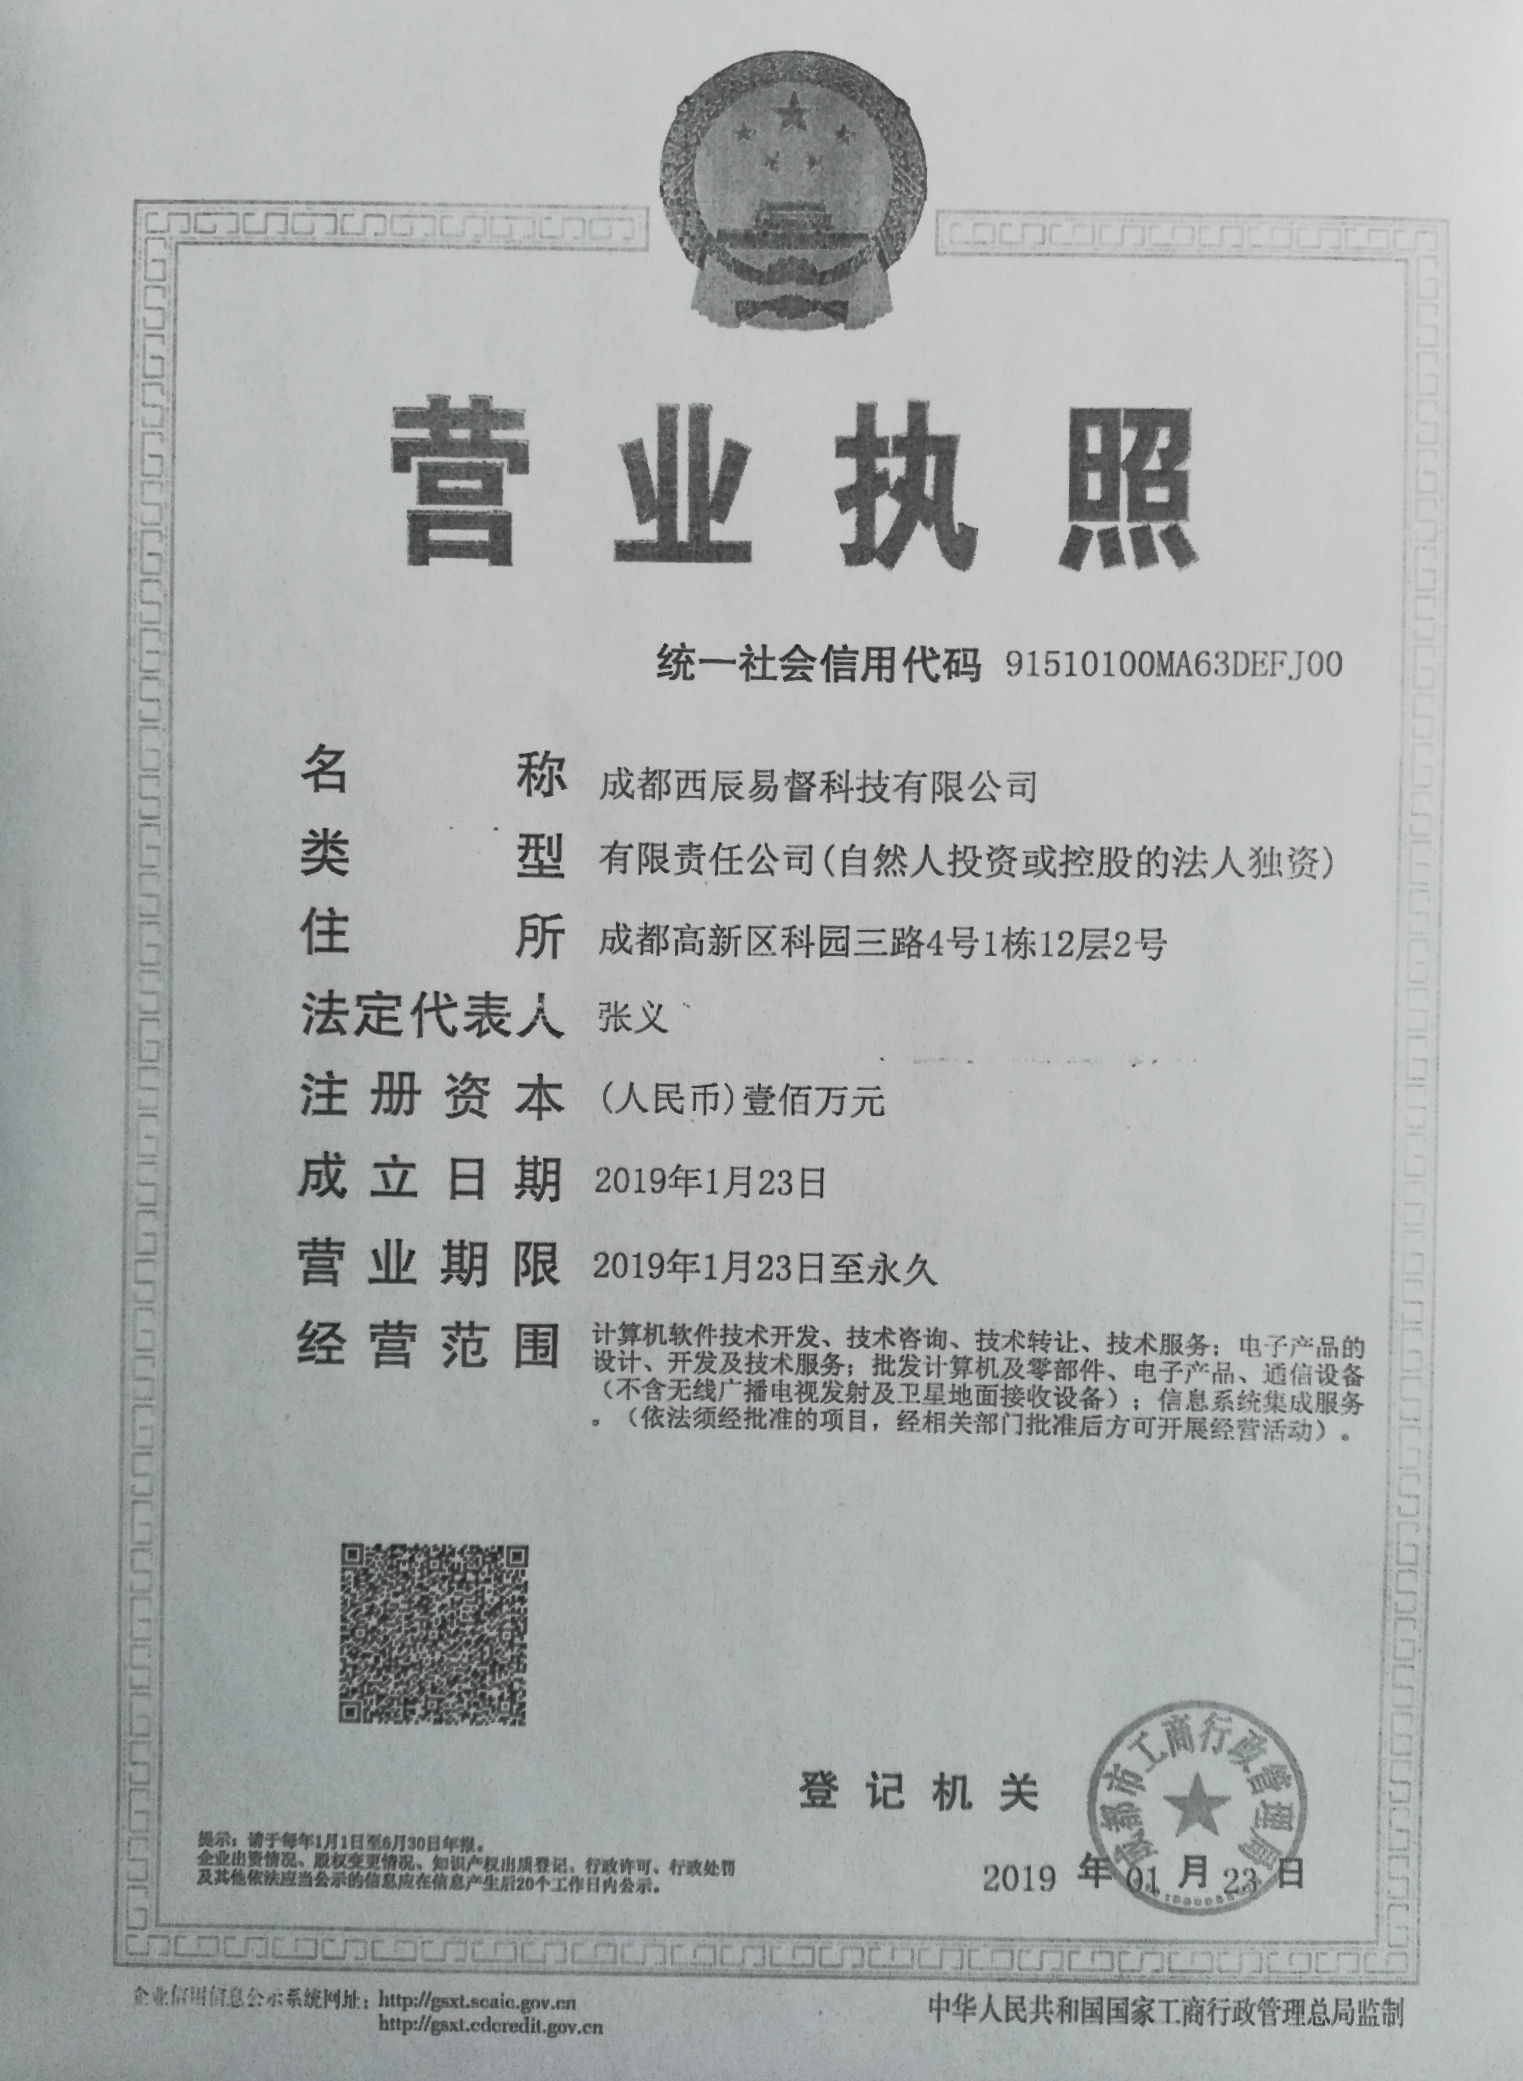 营业执照
统一社会信用代码 91510100MA63DEFJ00
名称 成都西辰易督科技有限公司
类型 有限责任公司(自然人投资或控股的法人独资)
住所 成都高新区科园三路4号1栋12层2号
法定代表人 张义
注册资本 (人民币)壹佰万元
成立日期 2019年1月23日
营业期限 2019年1月23日至永久
经营范围 计算机软件技术开发、技术咨询、技术转让、技术服务；电子产品的
设计、开发及技术服务；批发计算机及零部件、电子产品、通信设备
（不含无线广播电视发射及卫星地面接收设备）；信息系统集成服务
。（依法须经批准的项目，经相关部门批准后方可开展经营活动）。
登记机关
成都市工商行政管理局
2019 年 01 月 23 日
提示：请于每年1月1日至6月30日年报。
企业出资情况、股权变更情况、知识产权出质登记、行政许可、行政处罚
及其他依法应当公示的信息应在信息产生后20个工作日内公示。
企业信用信息公示系统网址：http://gsxt.scaic.gov.cn
http://gsxt.cdcredit.gov.cn
中华人民共和国国家工商行政管理总局监制